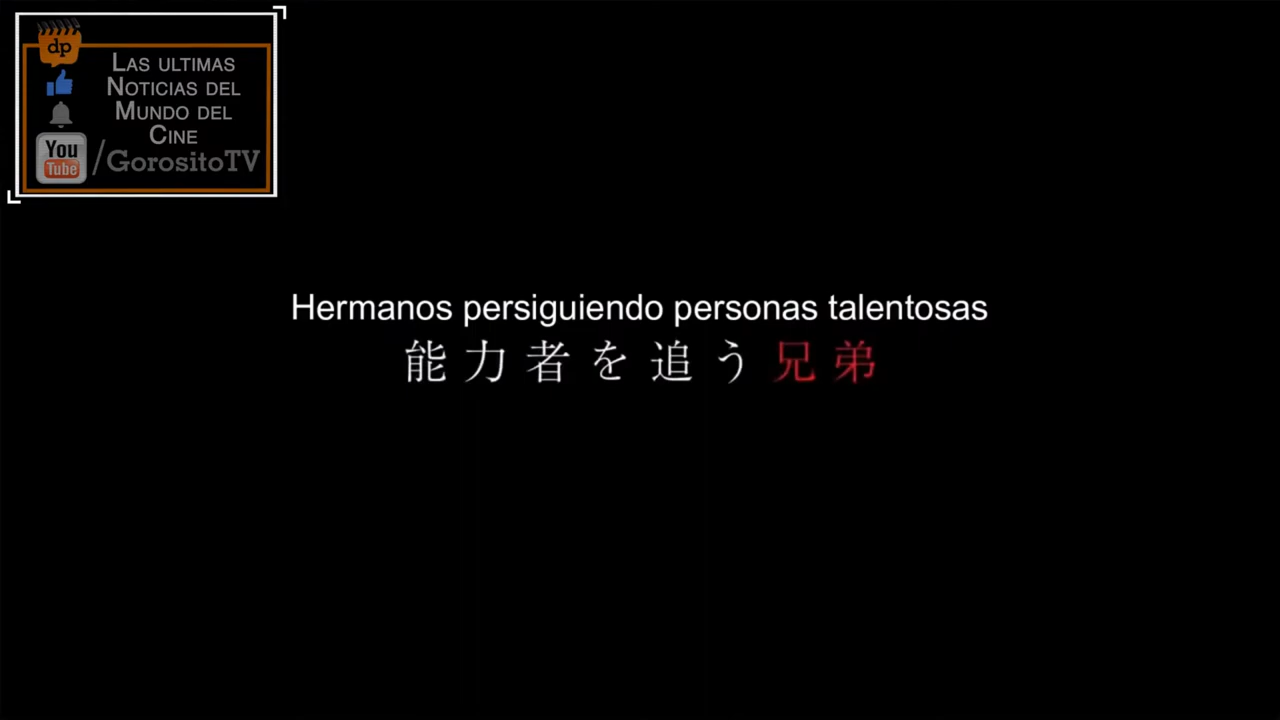 dp
Las ultimas
Noticias del
Mundo del
Cine
You
Tube
/GorositoTV
Hermanos persiguiendo personas talentosas
能力者を追う兄弟